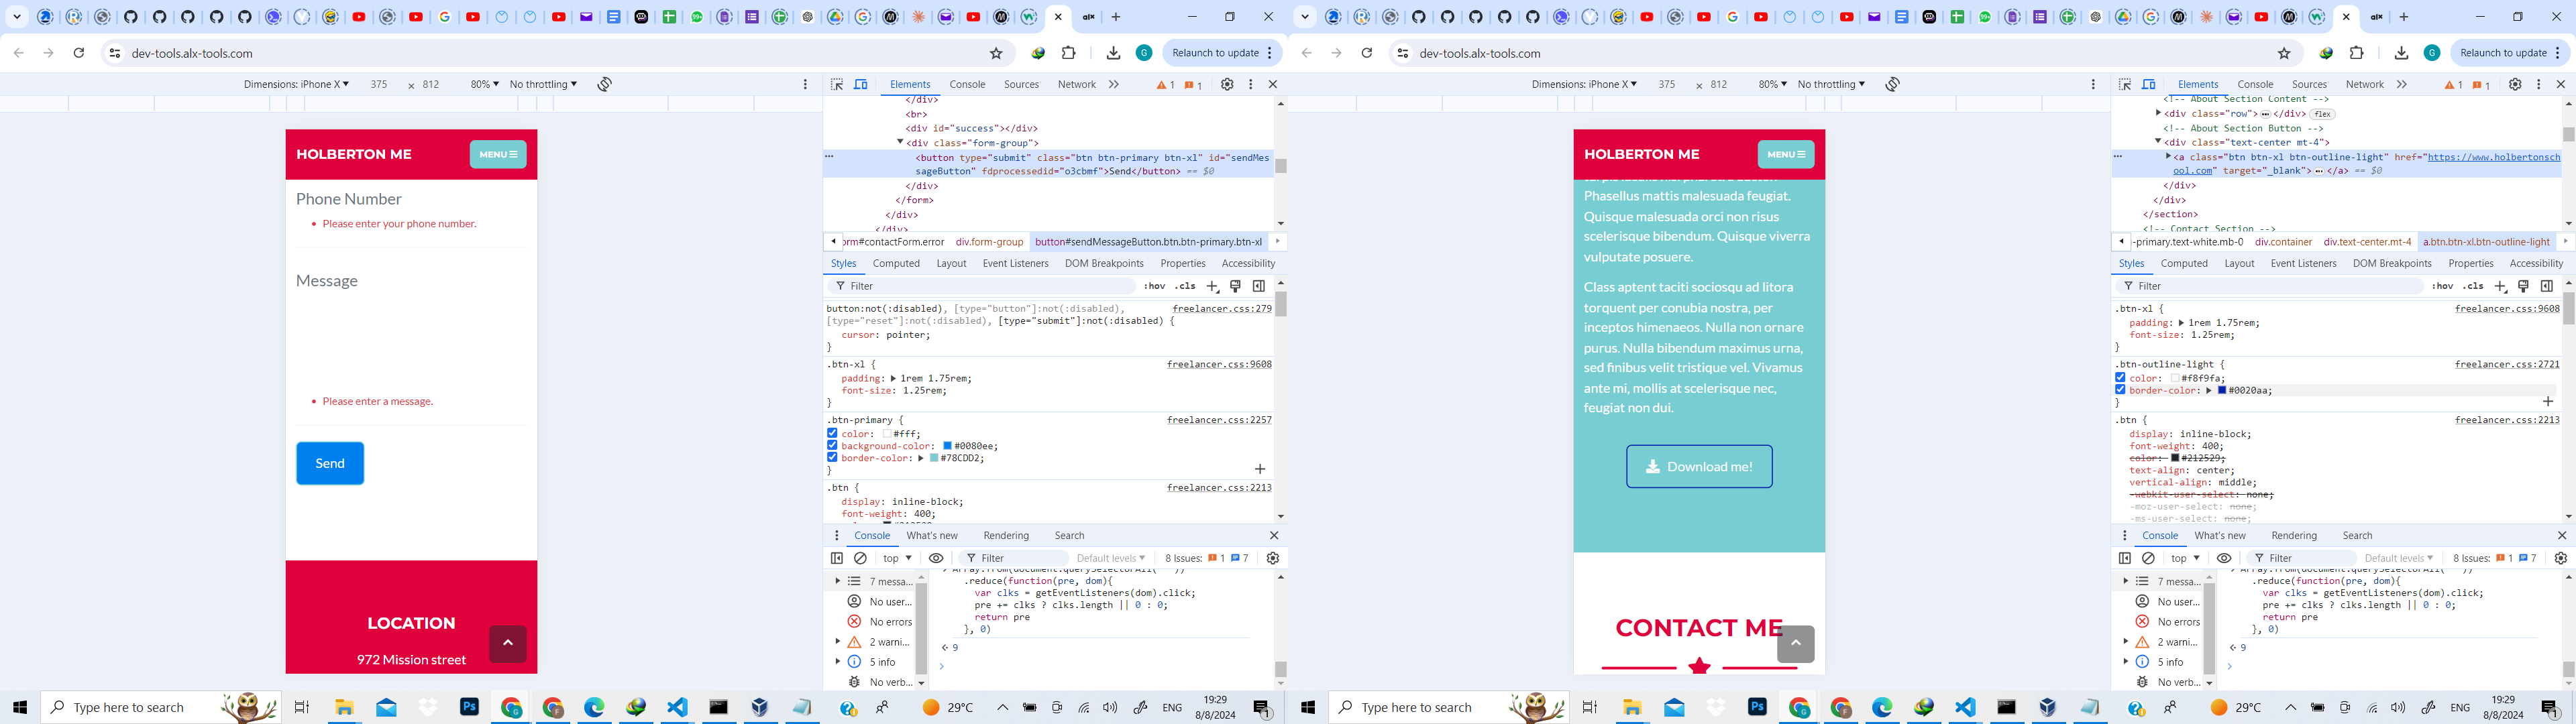 alx
dev-tools.alx-tools.com
G
Relaunch to update
Dimensions: iPhone X
375
×
812
80%
No throttling
Elements
Console
Sources
Network
1
1
HOLBERTON ME
MENU
Phone Number
Please enter your phone number.
Message
Please enter a message.
Send
LOCATION
972 Mission street
</div>
<br>
<div id="success"></div>
<div class="form-group">
<button type="submit" class="btn btn-primary btn-xl" id="sendMes
sageButton" fdprocessedid="o3cbmf">Send</button> == $0
</div>
</form>
</div>
</div>
orm#contactForm.error
div.form-group
button#sendMessageButton.btn.btn-primary.btn-xl
Styles
Computed
Layout
Event Listeners
DOM Breakpoints
Properties
Accessibility
Filter
:hov
.cls
button:not(:disabled), [type="button"]:not(:disabled),
freelancer.css:279
[type="reset"]:not(:disabled), [type="submit"]:not(:disabled) {
cursor: pointer;
}
.btn-xl {
freelancer.css:9608
padding: 1rem 1.75rem;
font-size: 1.25rem;
}
.btn-primary {
freelancer.css:2257
color: #fff;
background-color: #0080ee;
border-color: #78CDD2;
}
.btn {
freelancer.css:2213
display: inline-block;
font-weight: 400;
Console
What's new
Rendering
Search
top
Filter
Default levels
8 Issues: 1 7
7 messa...
No user...
No errors
2 warni...
5 info
No verb...
> Array.from(document.querySelectorAll('*'))
.reduce(function(pre, dom){
var clks = getEventListeners(dom).click;
pre += clks ? clks.length || 0 : 0;
return pre
}, 0)
9
Type here to search
Ps
29°C
ENG
19:29
8/8/2024
1
alx
dev-tools.alx-tools.com
G
Relaunch to update
Dimensions: iPhone X
375
×
812
80%
No throttling
Elements
Console
Sources
Network
1
1
HOLBERTON ME
MENU
Phasellus mattis malesuada feugiat.
Quisque malesuada orci non risus
scelerisque bibendum. Quisque viverra
vulputate posuere.
Class aptent taciti sociosqu ad litora
torquent per conubia nostra, per
inceptos himenaeos. Nulla non ornare
purus. Nulla bibendum maximus urna,
sed finibus velit tristique vel. Vivamus
ante mi, mollis at scelerisque nec,
feugiat non dui.
Download me!
CONTACT ME
<!-- About Section Content -->
<div class="row"> </div> flex
<!-- About Section Button -->
<div class="text-center mt-4">
<a class="btn btn-xl btn-outline-light" href="https://www.holbertonsch
ool.com" target="_blank"> </a> == $0
</div>
</div>
</section>
<!-- Contact Section -->
-primary.text-white.mb-0
div.container
div.text-center.mt-4
a.btn.btn-xl.btn-outline-light
Styles
Computed
Layout
Event Listeners
DOM Breakpoints
Properties
Accessibility
Filter
:hov
.cls
.btn-xl {
freelancer.css:9608
padding: 1rem 1.75rem;
font-size: 1.25rem;
}
.btn-outline-light {
freelancer.css:2721
color: #f8f9fa;
border-color: #0020aa;
}
.btn {
freelancer.css:2213
display: inline-block;
font-weight: 400;
color: #212529;
text-align: center;
vertical-align: middle;
-webkit-user-select: none;
-moz-user-select: none;
-ms-user-select: none;
Console
What's new
Rendering
Search
top
Filter
Default levels
8 Issues: 1 7
7 messa...
No user...
No errors
2 warni...
5 info
No verb...
> Array.from(document.querySelectorAll('*'))
.reduce(function(pre, dom){
var clks = getEventListeners(dom).click;
pre += clks ? clks.length || 0 : 0;
return pre
}, 0)
9
Type here to search
Ps
29°C
ENG
19:29
8/8/2024
1